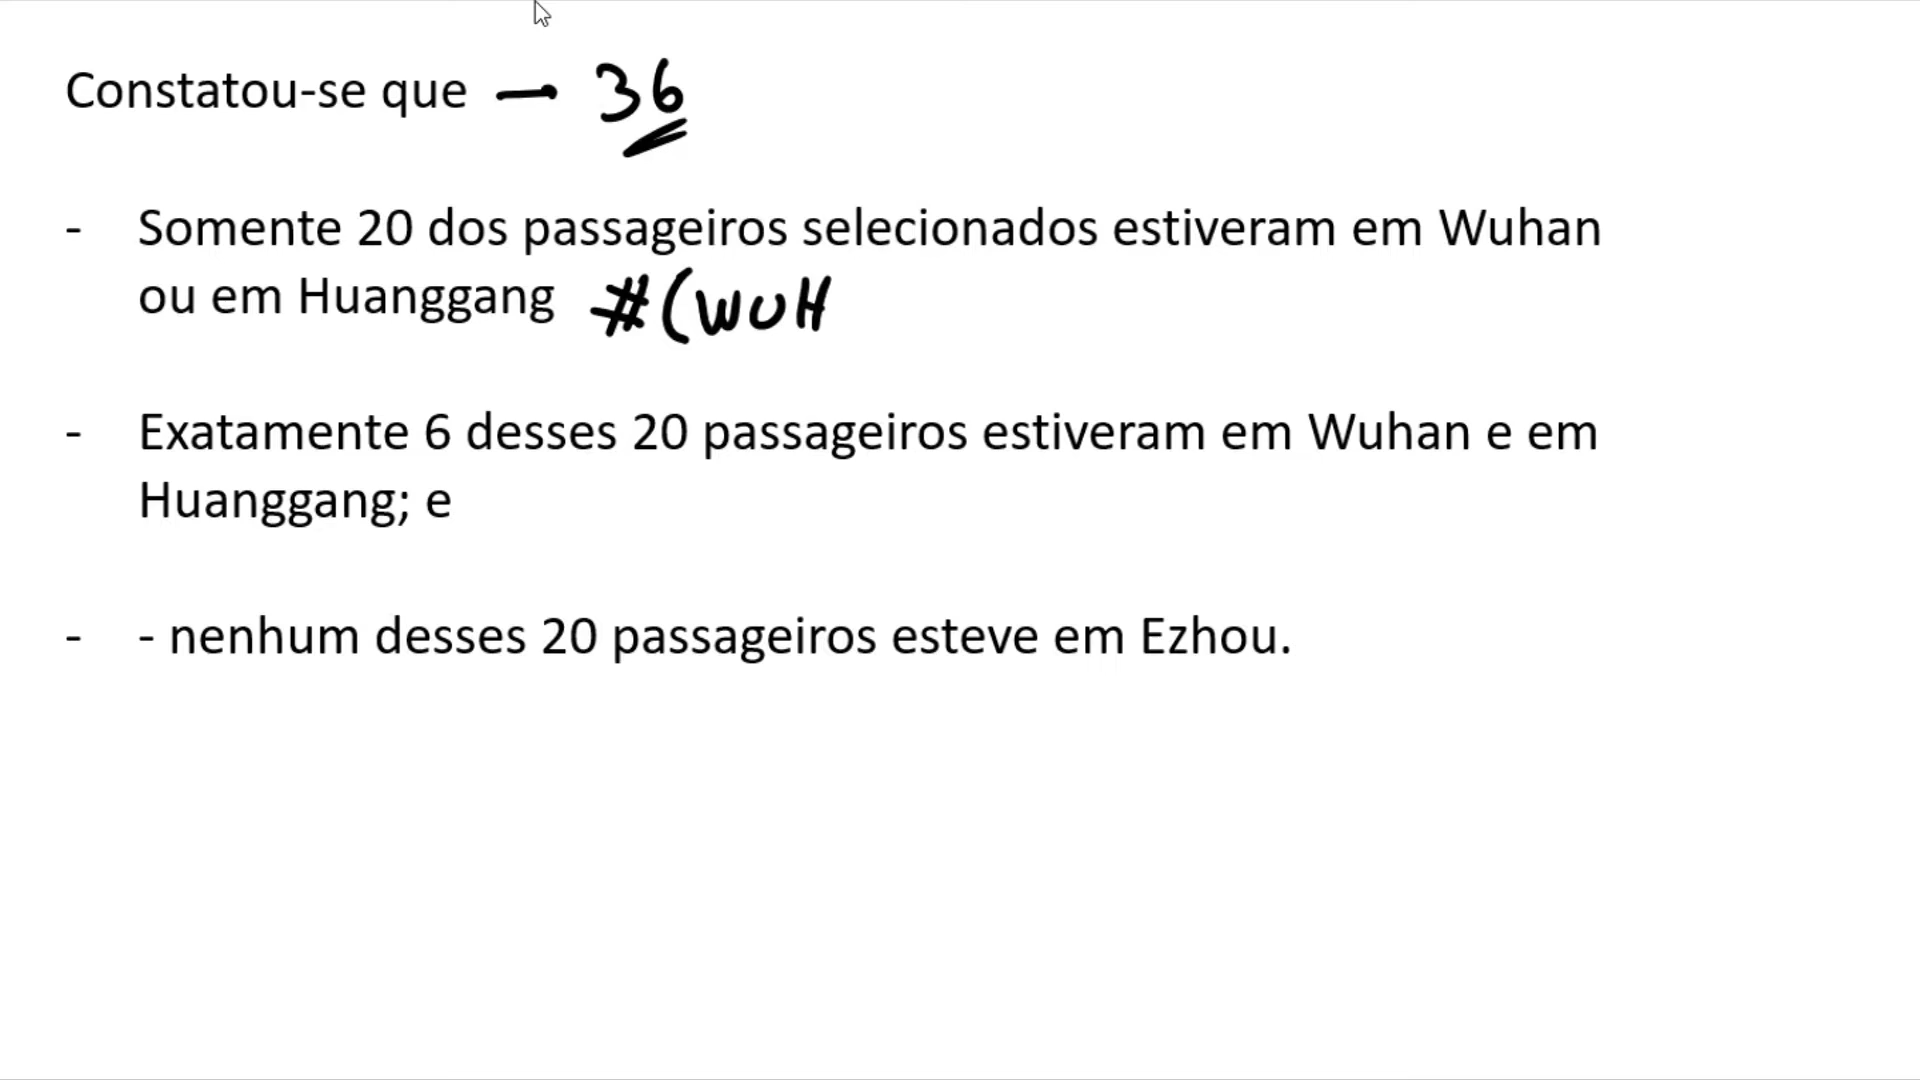 Constatou-se que — 36
- Somente 20 dos passageiros selecionados estiveram em Wuhan
ou em Huanggang #(WUH
- Exatamente 6 desses 20 passageiros estiveram em Wuhan e em
Huanggang; e
- - nenhum desses 20 passageiros esteve em Ezhou.